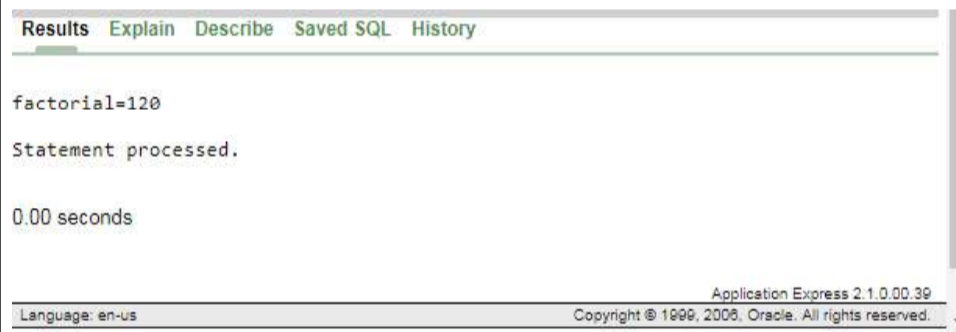 Results Explain Describe Saved SQL History
factorial=120
Statement processed.
0.00 seconds
Application Express 2.1.0.00.39
Language: en-us Copyright © 1999, 2006, Oracle. All rights reserved.